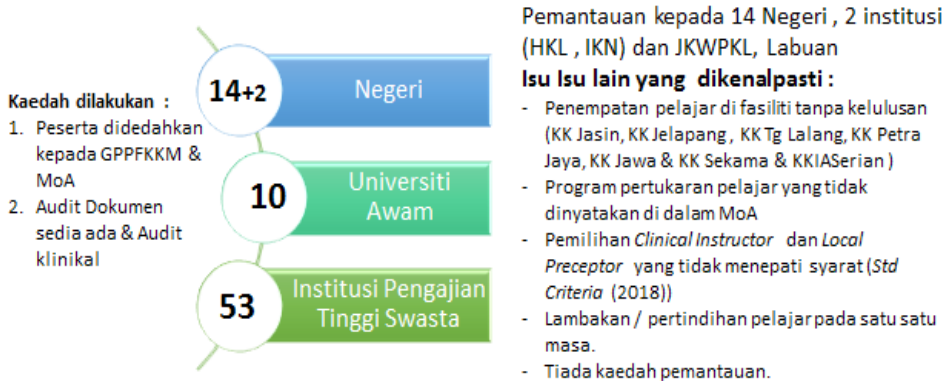 Kaedah dilakukan :
1. Peserta didedahkan
kepada GPPFKKM &
MoA
2. Audit Dokumen
sedia ada & Audit
klinikal
14+2
Negeri
10
Universiti
Awam
53
Institusi Pengajian
Tinggi Swasta
Pemantauan kepada 14 Negeri , 2 institusi
(HKL , IKN) dan JKWPKL, Labuan
Isu Isu lain yang dikenalpasti :
- Penempatan pelajar di fasiliti tanpa kelulusan
(KK Jasin, KK Jelapang , KK Tg Lalang, KK Petra
Jaya, KK Jawa & KK Sekama & KKIASerian )
- Program pertukaran pelajar yang tidak
dinyatakan di dalam MoA
- Pemilihan Clinical Instructor dan Local
Preceptor yang tidak menepati syarat (Std
Criteria (2018))
- Lambakan / pertindihan pelajar pada satu satu
masa.
- Tiada kaedah pemantauan.